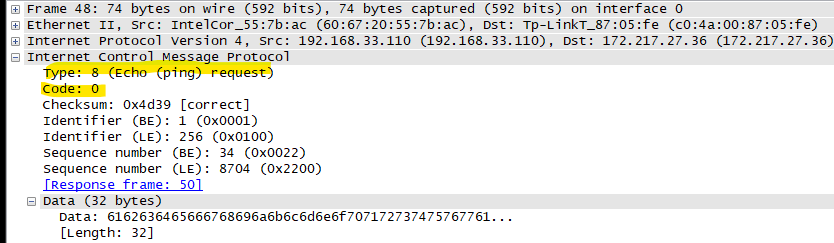 Frame 48: 74 bytes on wire (592 bits), 74 bytes captured (592 bits) on interface 0
Ethernet II, Src: IntelCor_55:7b:ac (60:67:20:55:7b:ac), Dst: Tp-LinkT_87:05:fe (c0:4a:00:87:05:fe)
Internet Protocol Version 4, Src: 192.168.33.110 (192.168.33.110), Dst: 172.217.27.36 (172.217.27.36)
Internet Control Message Protocol
Type: 8 (Echo (ping) request)
Code: 0
Checksum: 0x4d39 [correct]
Identifier (BE): 1 (0x0001)
Identifier (LE): 256 (0x0100)
Sequence number (BE): 34 (0x0022)
Sequence number (LE): 8704 (0x2200)
[Response frame: 50]
Data (32 bytes)
Data: 6162636465666768696a6b6c6d6e6f707172737475767761...
[Length: 32]